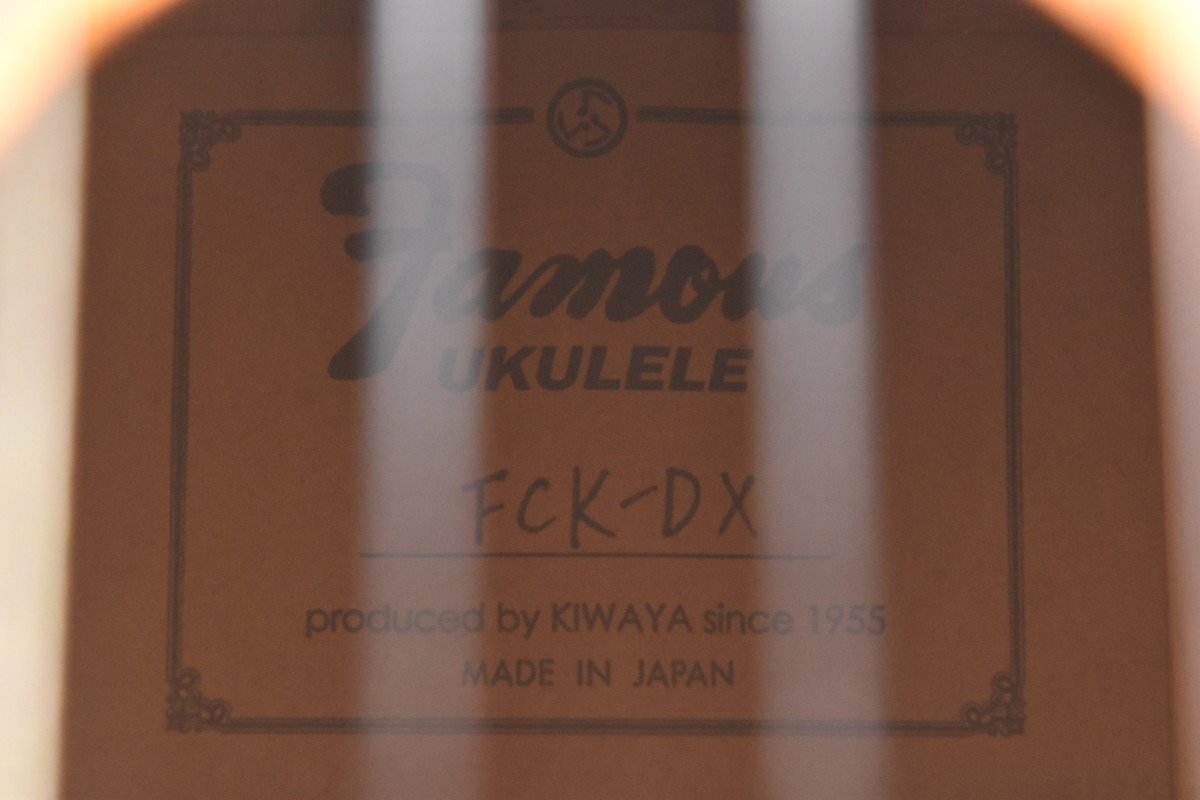 Famous
UKULELE
FCK-DX
produced by KIWAYA since 1955
MADE IN JAPAN